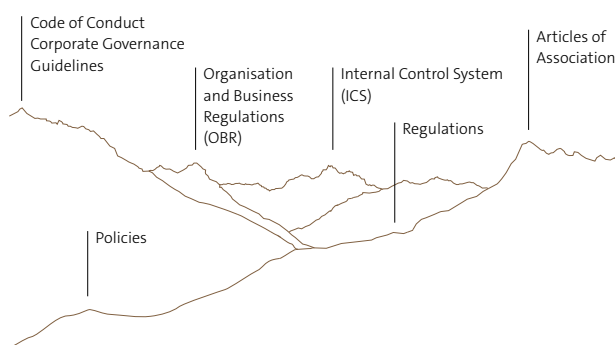 Code of Conduct
Corporate Governance
Guidelines
Organisation
and Business
Regulations
(OBR)
Internal Control System
(ICS)
Regulations
Articles of
Association
Policies